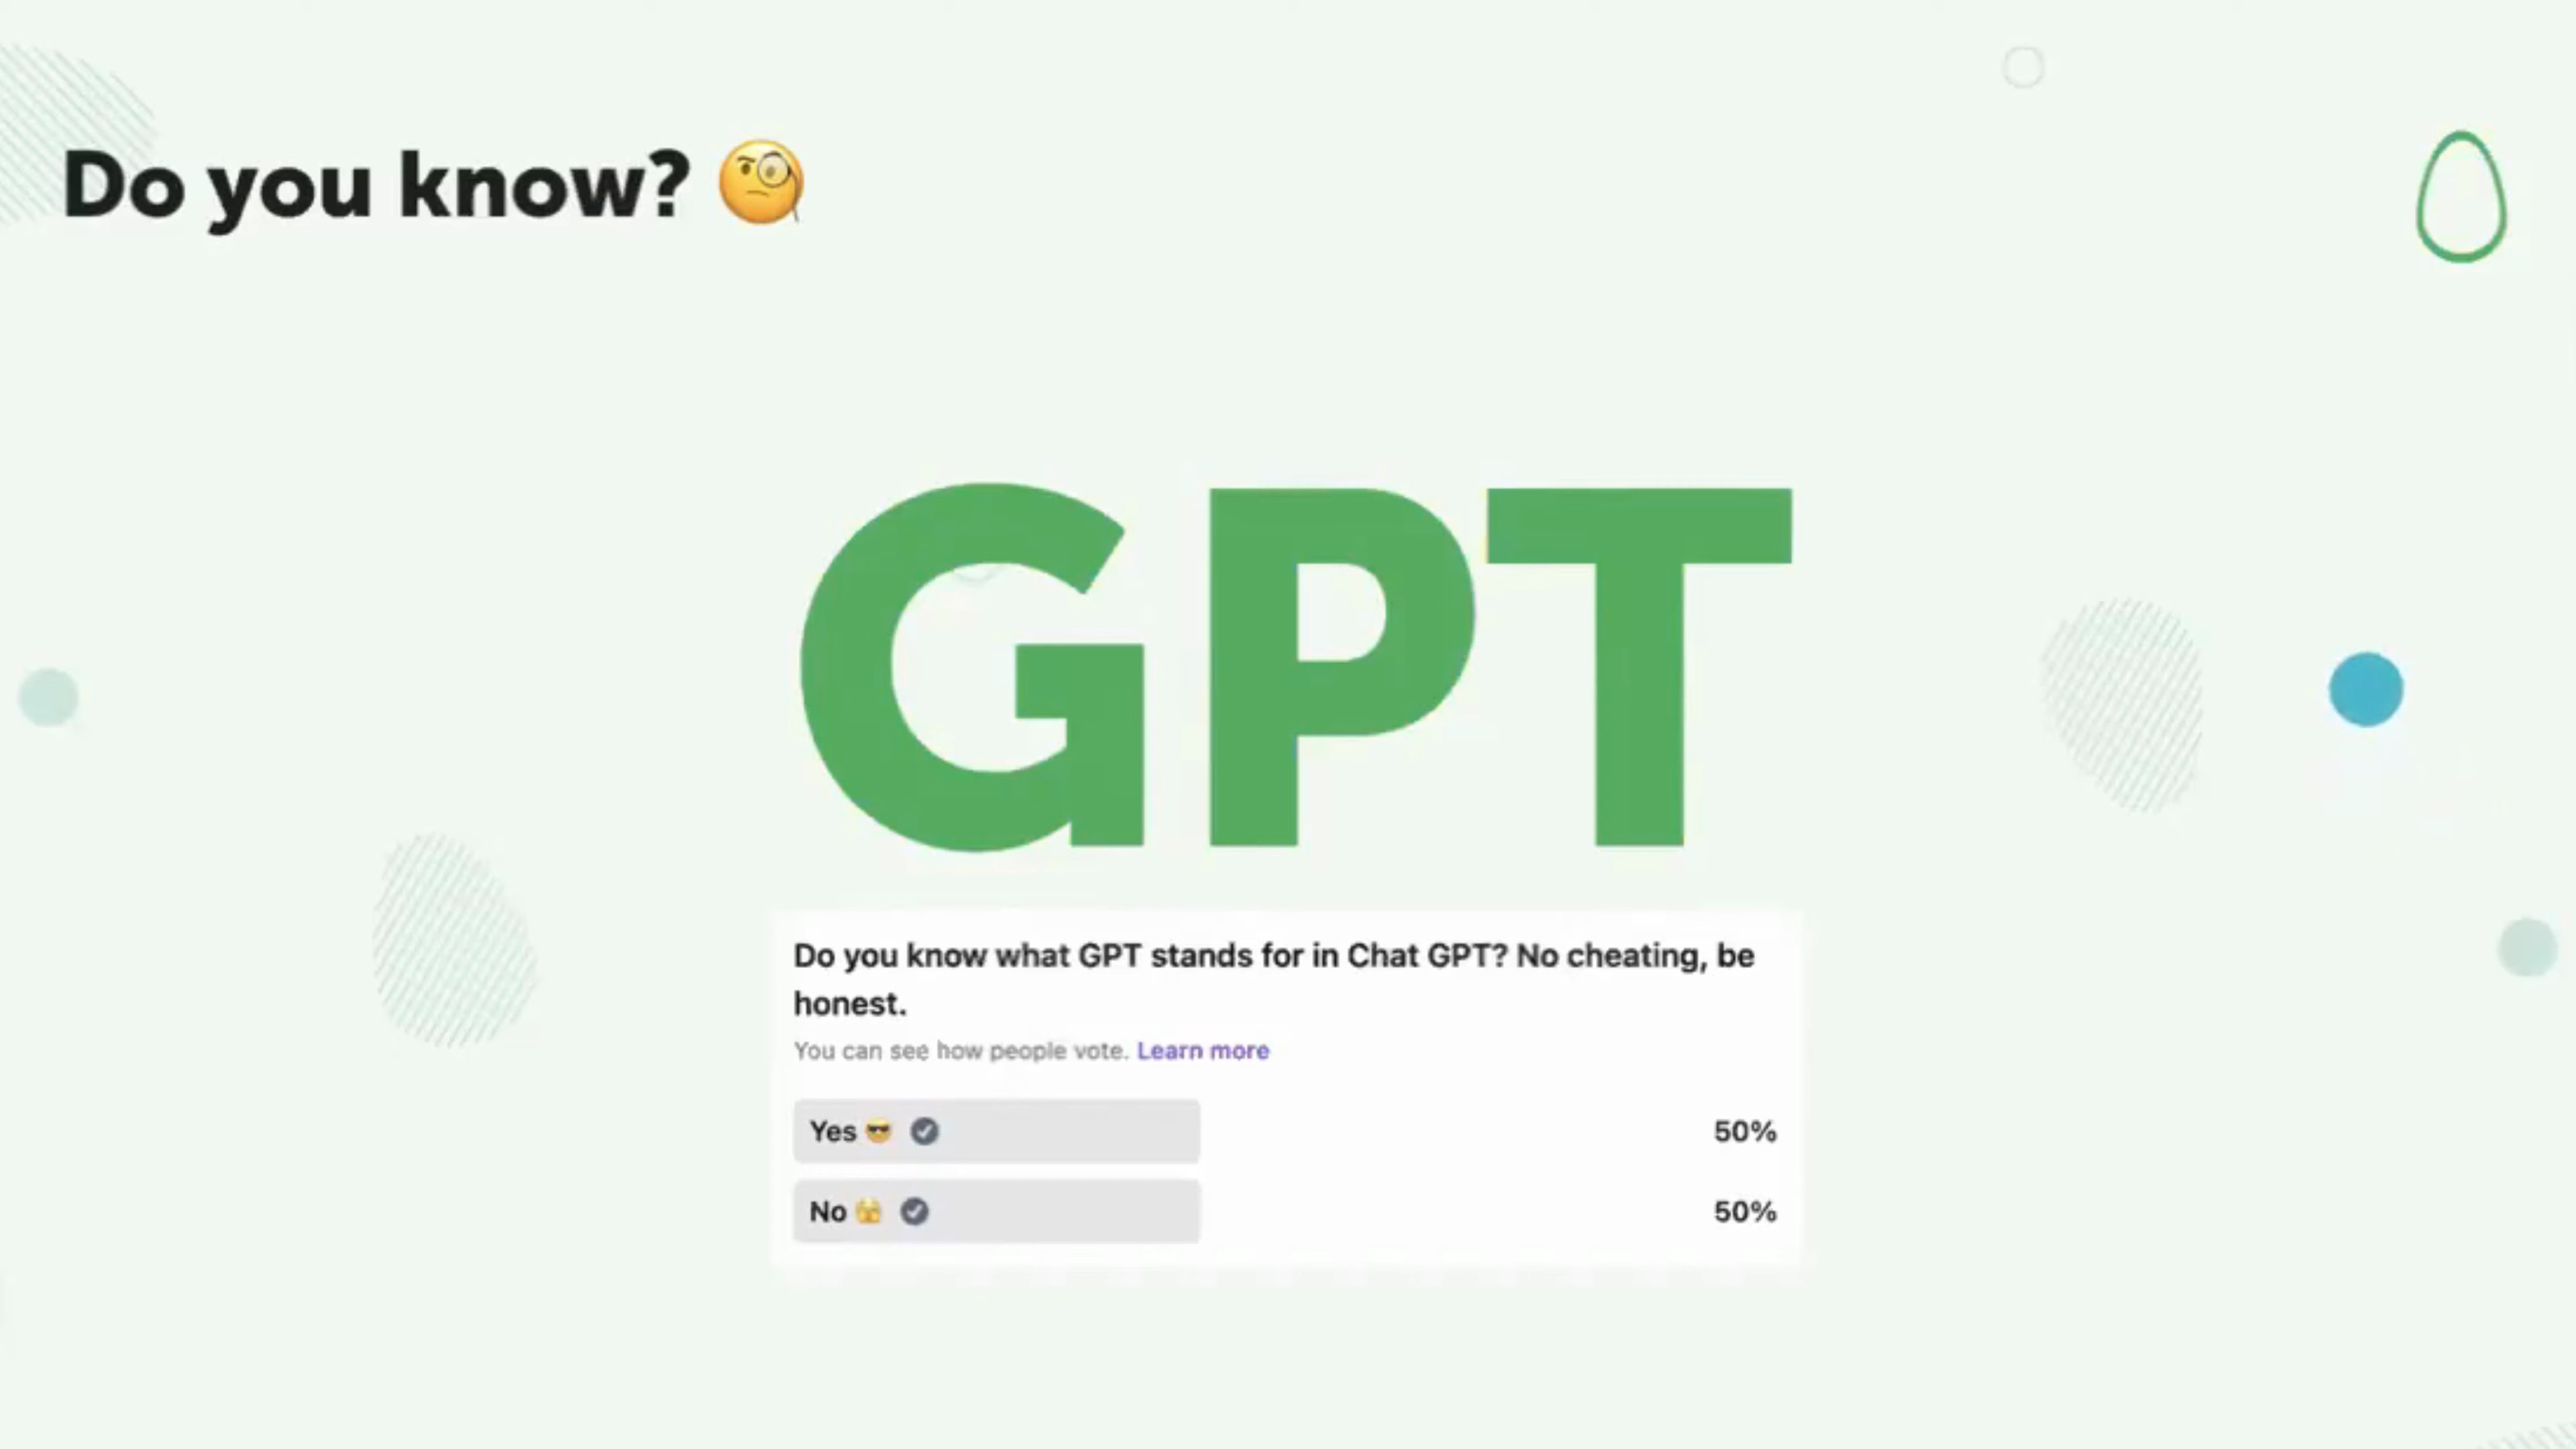 Do you know? 🧐
GPT
Do you know what GPT stands for in Chat GPT? No cheating, be
honest.
You can see how people vote. Learn more
Yes 😎 50%
No 🫣 50%